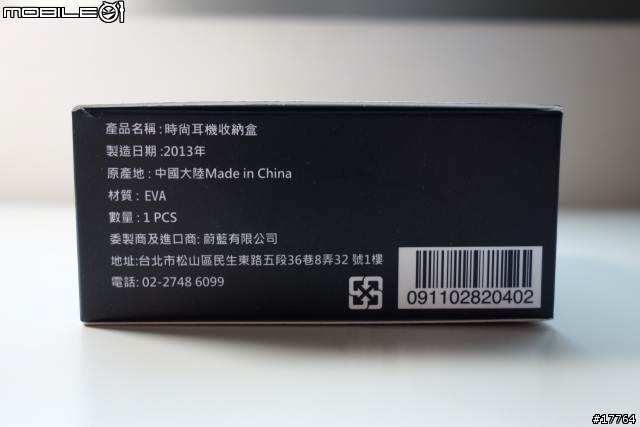 MOBILE01
產品名稱 : 時尚耳機收納盒
製造日期 :2013年
原產地 : 中國大陸Made in China
材質 : EVA
數量 : 1 PCS
委製商及進口商: 蔚藍有限公司
地址:台北市松山區民生東路五段36巷8弄32 號1樓
電話: 02-2748 6099
091102820402
#17764